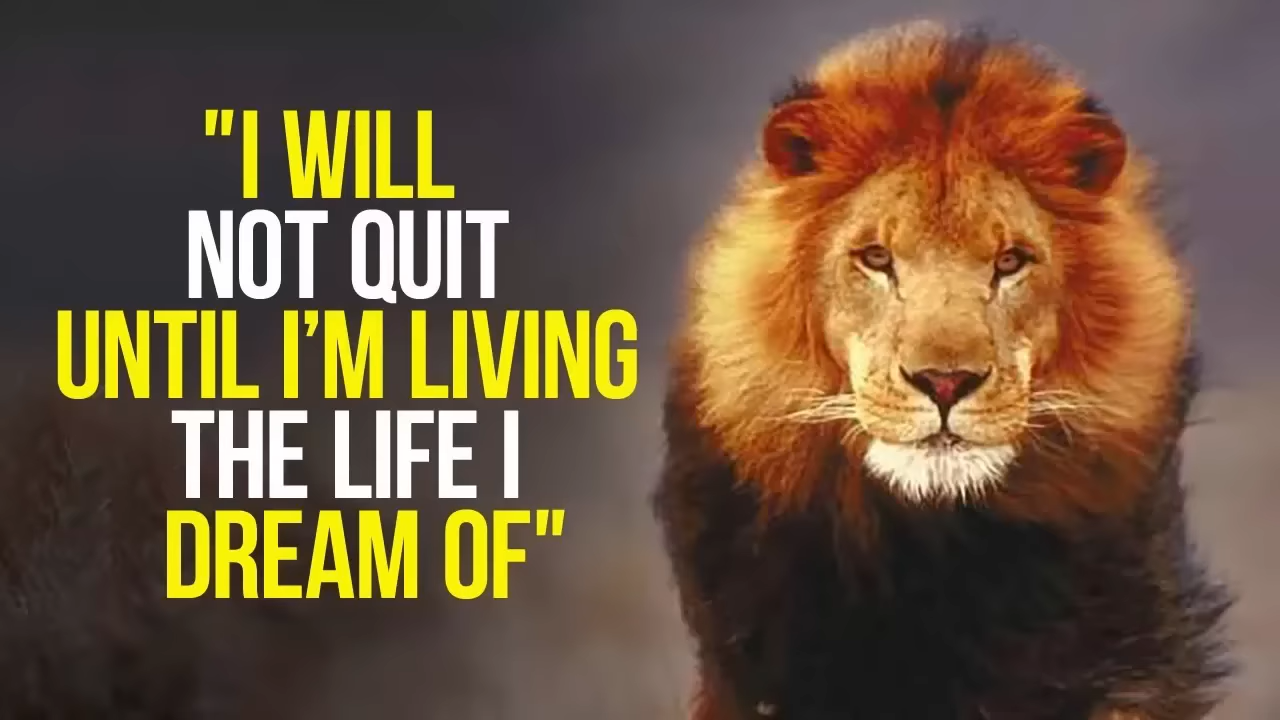 "I WILL
NOT QUIT
UNTIL I’M LIVING
THE LIFE I
DREAM OF"